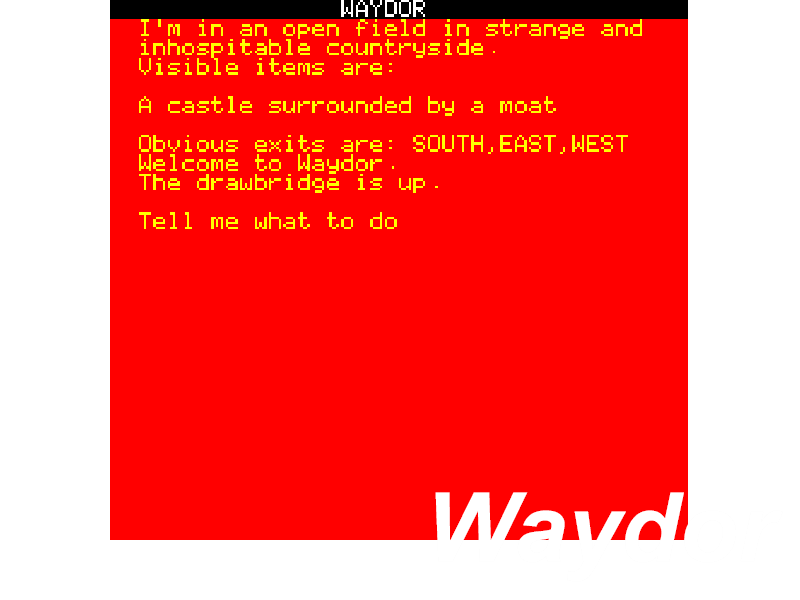 WAYDOR
I'm in an open field in strange and
inhospitable countryside.
Visible items are:
A castle surrounded by a moat
Obvious exits are: SOUTH,EAST,WEST
Welcome to Waydor.
The drawbridge is up.
Tell me what to do
Waydo